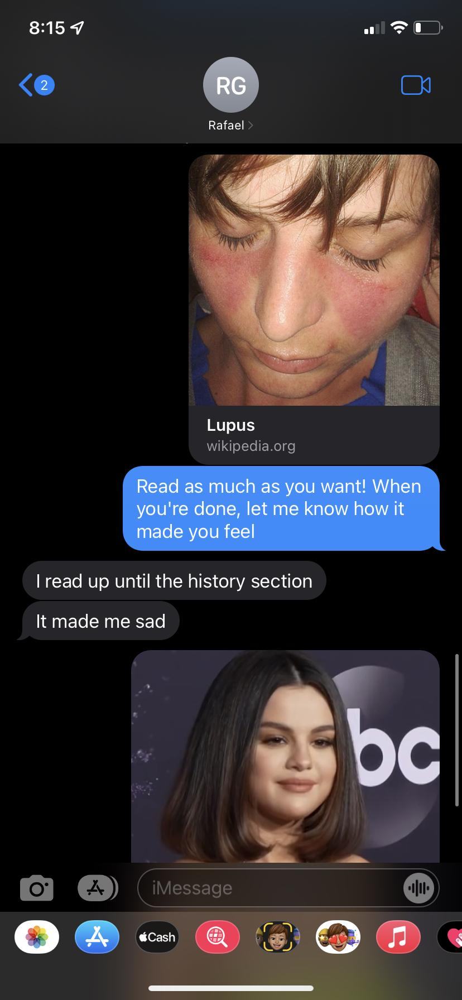 8:15
2
RG
Rafael
Lupus
wikipedia.org
Read as much as you want! When
you're done, let me know how it
made you feel
I read up until the history section
It made me sad
bc
iMessage
Cash